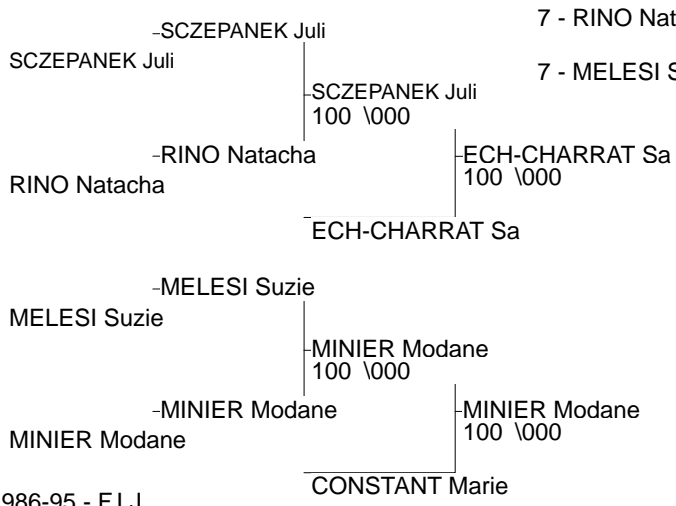 -SCZEPANEK Juli
7 - RINO Nat
SCZEPANEK Juli
7 - MELESI S
SCZEPANEK Juli
100 \000
-RINO Natacha
ECH-CHARRAT Sa
100 \000
RINO Natacha
ECH-CHARRAT Sa
-MELESI Suzie
MELESI Suzie
MINIER Modane
100 \000
-MINIER Modane
MINIER Modane
100 \000
MINIER Modane
CONSTANT Marie
986-95 - FIJ